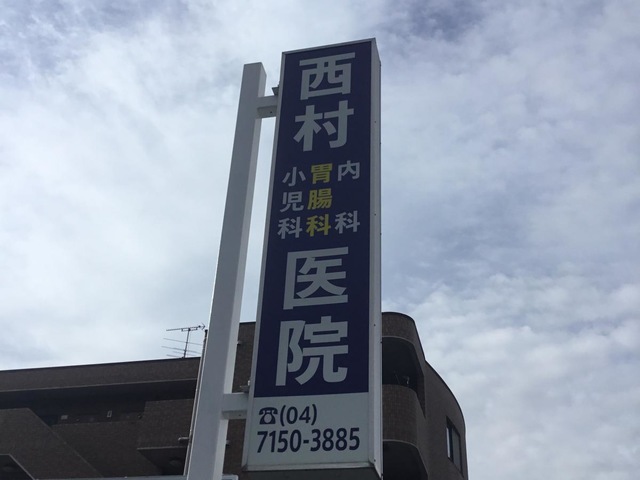 西村
内科
胃腸科
小児科
医院
☎(04)
7150-3885